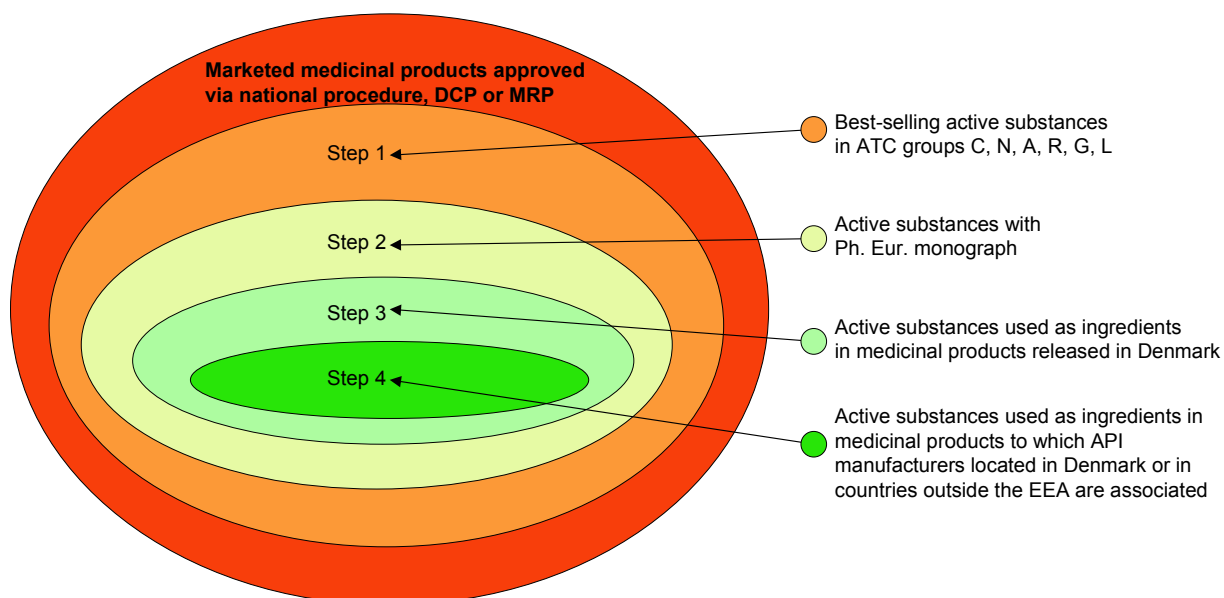 Marketed medicinal products approved
via national procedure, DCP or MRP
Step 1
Step 2
Step 3
Step 4
Best-selling active substances
in ATC groups C, N, A, R, G, L
Active substances with
Ph. Eur. monograph
Active substances used as ingredients
in medicinal products released in Denmark
Active substances used as ingredients in
medicinal products to which API
manufacturers located in Denmark or in
countries outside the EEA are associated